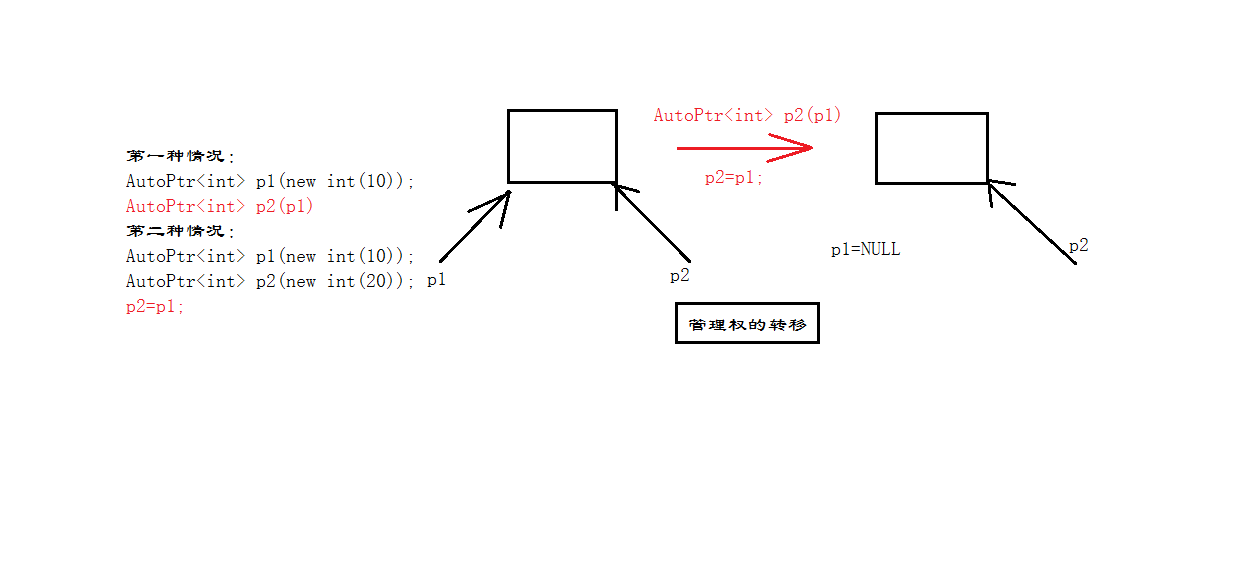 第一种情况:
AutoPtr<int> p1(new int(10));
AutoPtr<int> p2(p1)
第二种情况:
AutoPtr<int> p1(new int(10));
AutoPtr<int> p2(new int(20));
p2=p1;
p1
p2
AutoPtr<int> p2(p1)
p2=p1;
p1=NULL
p2
管理权的转移